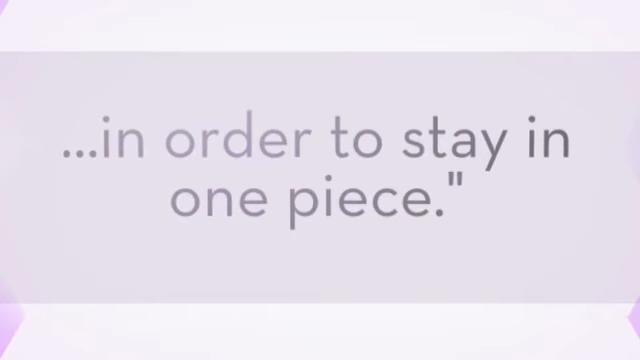 ...in order to stay in
one piece."